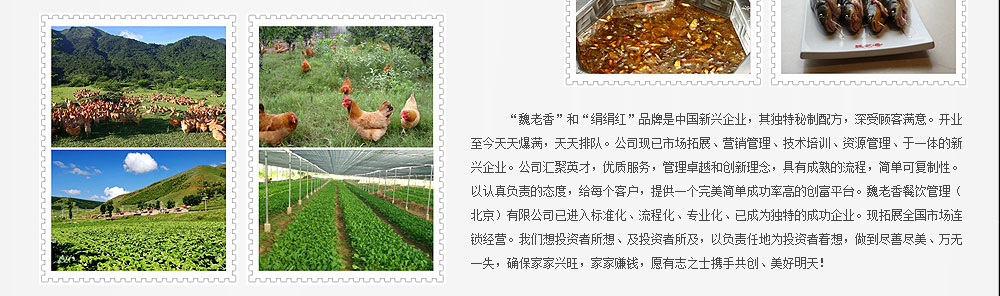 “魏老香”和“绢绢红”品牌是中国新兴企业，其独特秘制配方，深受顾客满意。开业
至今天天爆满，天天排队。公司现已市场拓展、营销管理、技术培训、资源管理、于一体的新
兴企业。公司汇聚英才，优质服务，管理卓越和创新理念，具有成熟的流程，简单可复制性。
以认真负责的态度，给每个客户，提供一个完美简单成功率高的创富平台。魏老香餐饮管理（
北京）有限公司已进入标准化、流程化、专业化、已成为独特的成功企业。现拓展全国市场连
锁经营。我们想投资者所想、及投资者所及，以负责任地为投资者着想，做到尽善尽美、万无
一失，确保家家兴旺，家家赚钱，愿有志之士携手共创、美好明天！